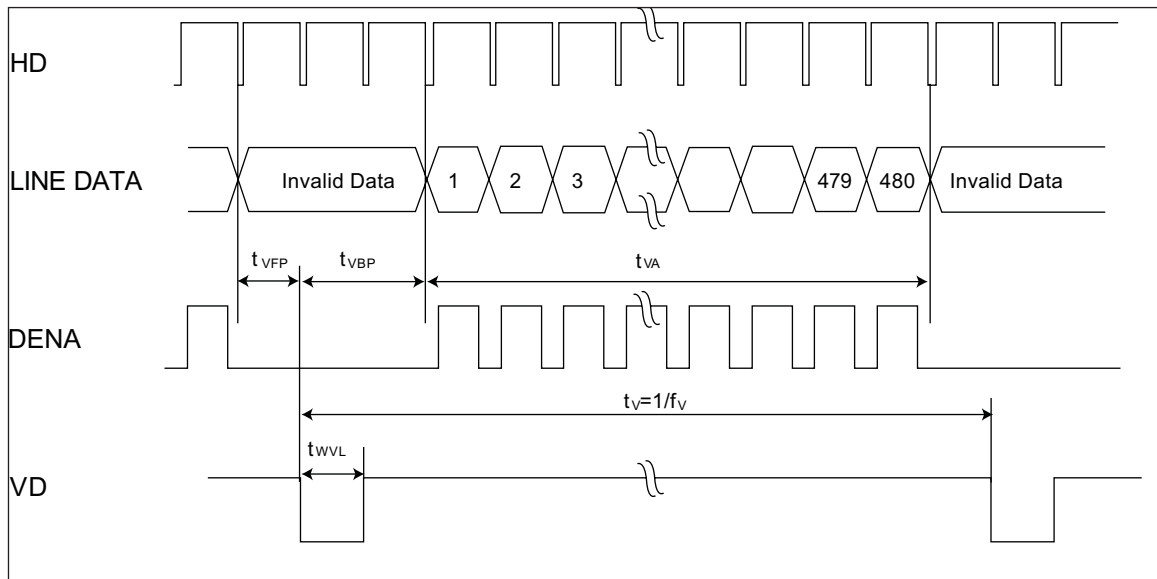 HD
LINE DATA
Invalid Data 1 2 3 479 480 Invalid Data
tVFP tVBP tVA
DENA
tV=1/fV
tWVL
VD